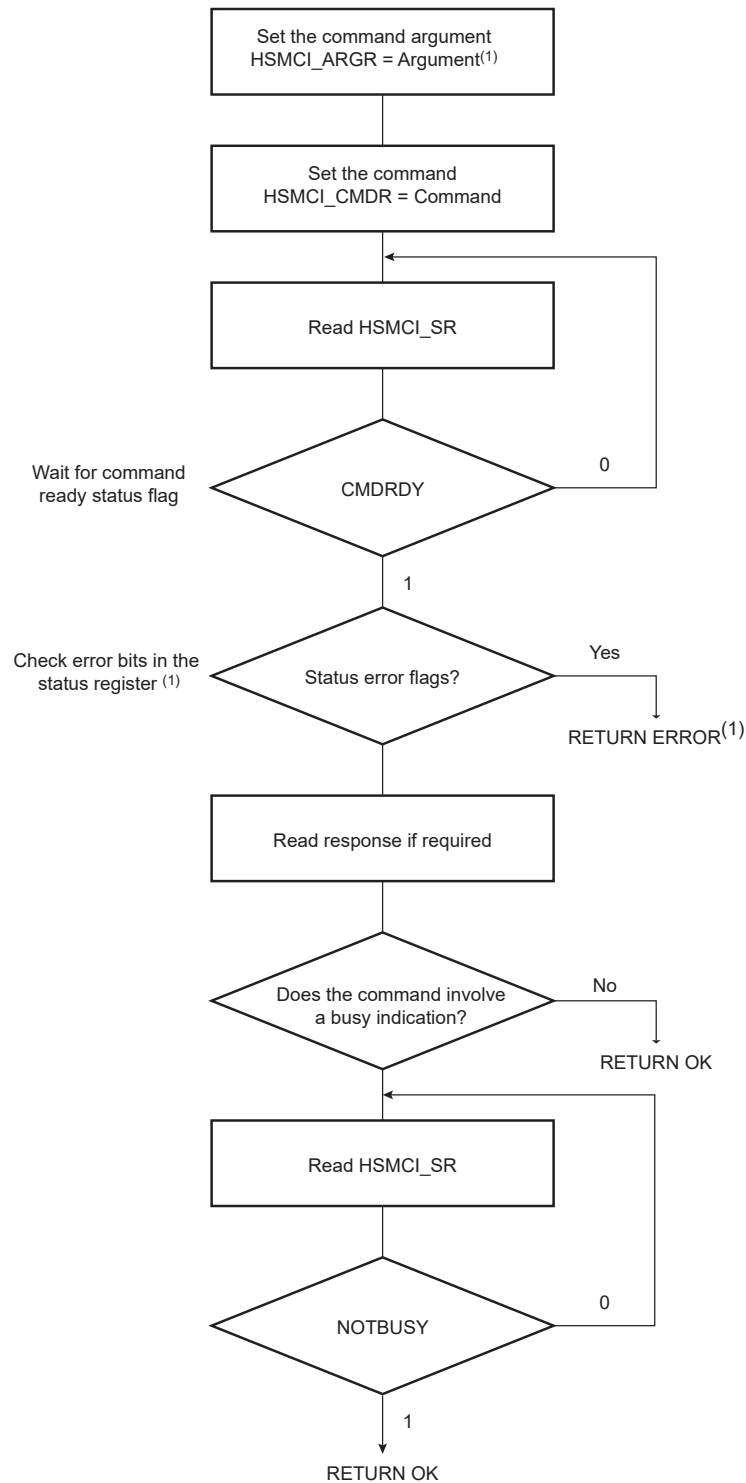 Set the command argument
HSMCI_ARGR = Argument(1)
Set the command
HSMCI_CMDR = Command
Read HSMCI_SR
Wait for command
ready status flag
CMDRDY
0
1
Check error bits in the
status register (1)
Status error flags?
Yes
RETURN ERROR(1)
Read response if required
Does the command involve
a busy indication?
No
RETURN OK
Read HSMCI_SR
NOTBUSY
0
1
RETURN OK